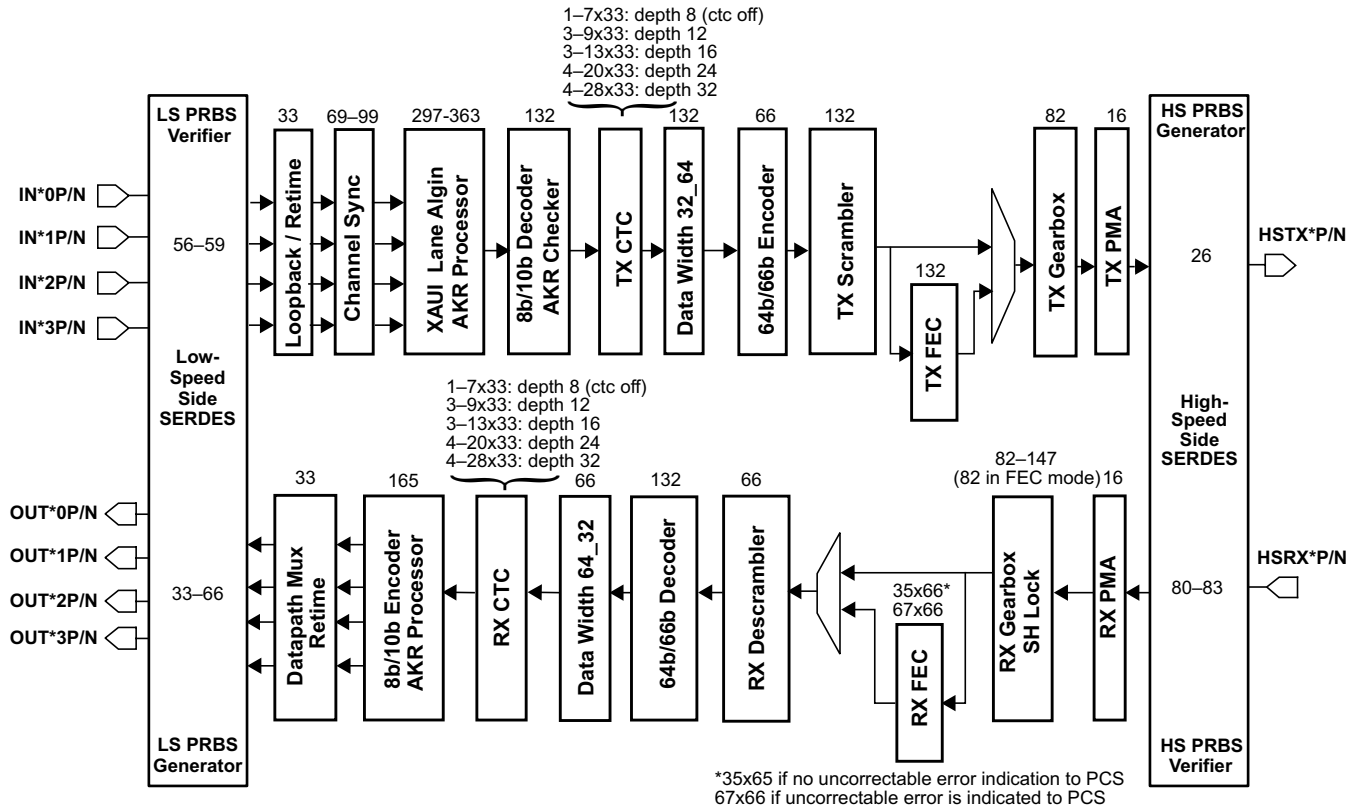 1–7x33: depth 8 (ctc off)
3–9x33: depth 12
3–13x33: depth 16
4–20x33: depth 24
4–28x33: depth 32
LS PRBS
Verifier
33
69–99
297-363
132
132
66
132
82
16
HS PRBS
Generator
IN*0P/N
IN*1P/N
IN*2P/N
IN*3P/N
56–59
Loopback / Retime
Channel Sync
XAUI Lane Algin
AKR Processor
8b/10b Decoder
AKR Checker
TX CTC
Data Width 32_64
64b/66b Encoder
TX Scrambler
132
TX FEC
TX Gearbox
TX PMA
26
HSTX*P/N
Low-
Speed
Side
SERDES
High-
Speed
Side
SERDES
1–7x33: depth 8 (ctc off)
3–9x33: depth 12
3–13x33: depth 16
4–20x33: depth 24
4–28x33: depth 32
33
165
66
132
66
82–147
(82 in FEC mode)
16
OUT*0P/N
OUT*1P/N
OUT*2P/N
OUT*3P/N
33–66
Datapath Mux
Retime
8b/10b Encoder
AKR Processor
RX CTC
Data Width 64_32
64b/66b Decoder
RX Descrambler
35x66*
67x66
RX FEC
RX Gearbox
SH Lock
RX PMA
80–83
HSRX*P/N
LS PRBS
Generator
HS PRBS
Verifier
*35x65 if no uncorrectable error indication to PCS
67x66 if uncorrectable error is indicated to PCS